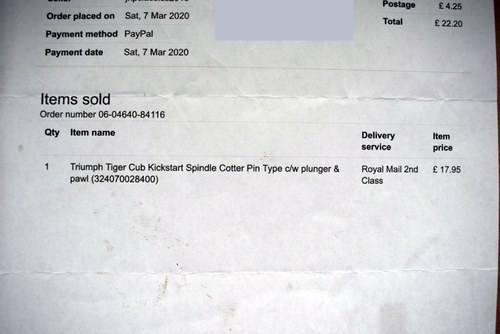 Order placed on Sat, 7 Mar 2020
Postage £ 4.25
Payment method PayPal
Total £ 22.20
Payment date Sat, 7 Mar 2020
Items sold
Order number 06-04640-84116
Qty Item name Delivery service Item price
1 Triumph Tiger Cub Kickstart Spindle Cotter Pin Type c/w plunger & Royal Mail 2nd £ 17.95
pawl (324070028400) Class